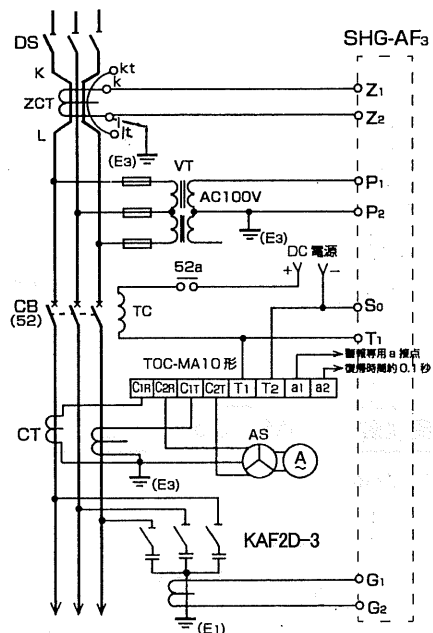 SHG-AF3
DS
K
kt
k
Z1
ZCT
l
Z2
L
lt
(E3)
VT
AC100V
P1
P2
(E3)
DC 電源
52a
+
-
TC
S0
CB
(52)
T1
TOC-MA10形
警報専用a接点
復帰時間約0.1秒
C1R C2R C1T C2T T1 T2 a1 a2
CT
AS
A
~
(E3)
KAF2D-3
G1
G2
(E1)